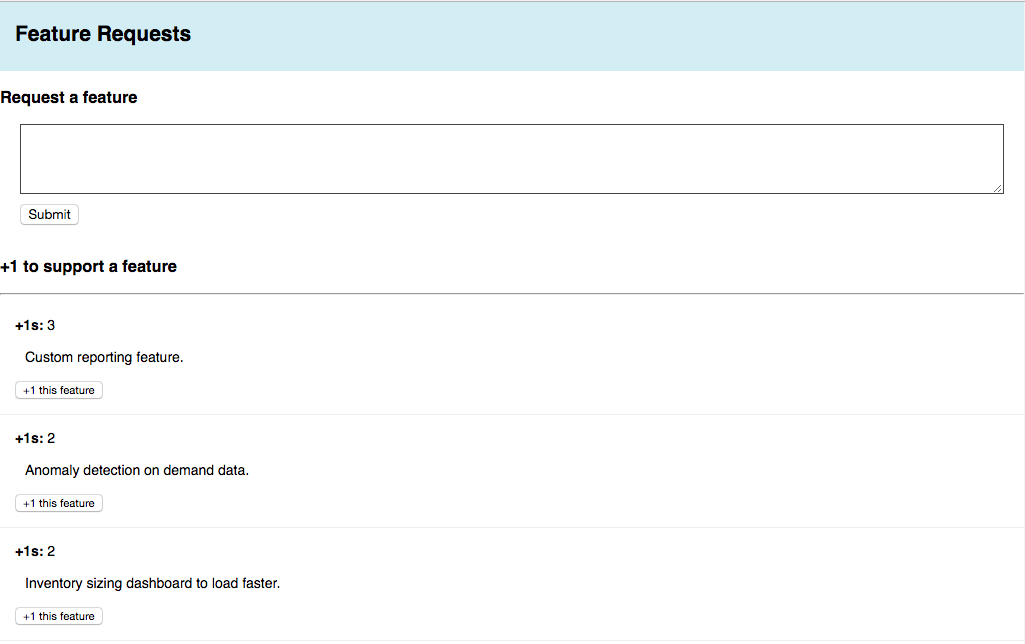 Feature Requests
Request a feature
Submit
+1 to support a feature
+1s: 3
Custom reporting feature.
+1 this feature
+1s: 2
Anomaly detection on demand data.
+1 this feature
+1s: 2
Inventory sizing dashboard to load faster.
+1 this feature